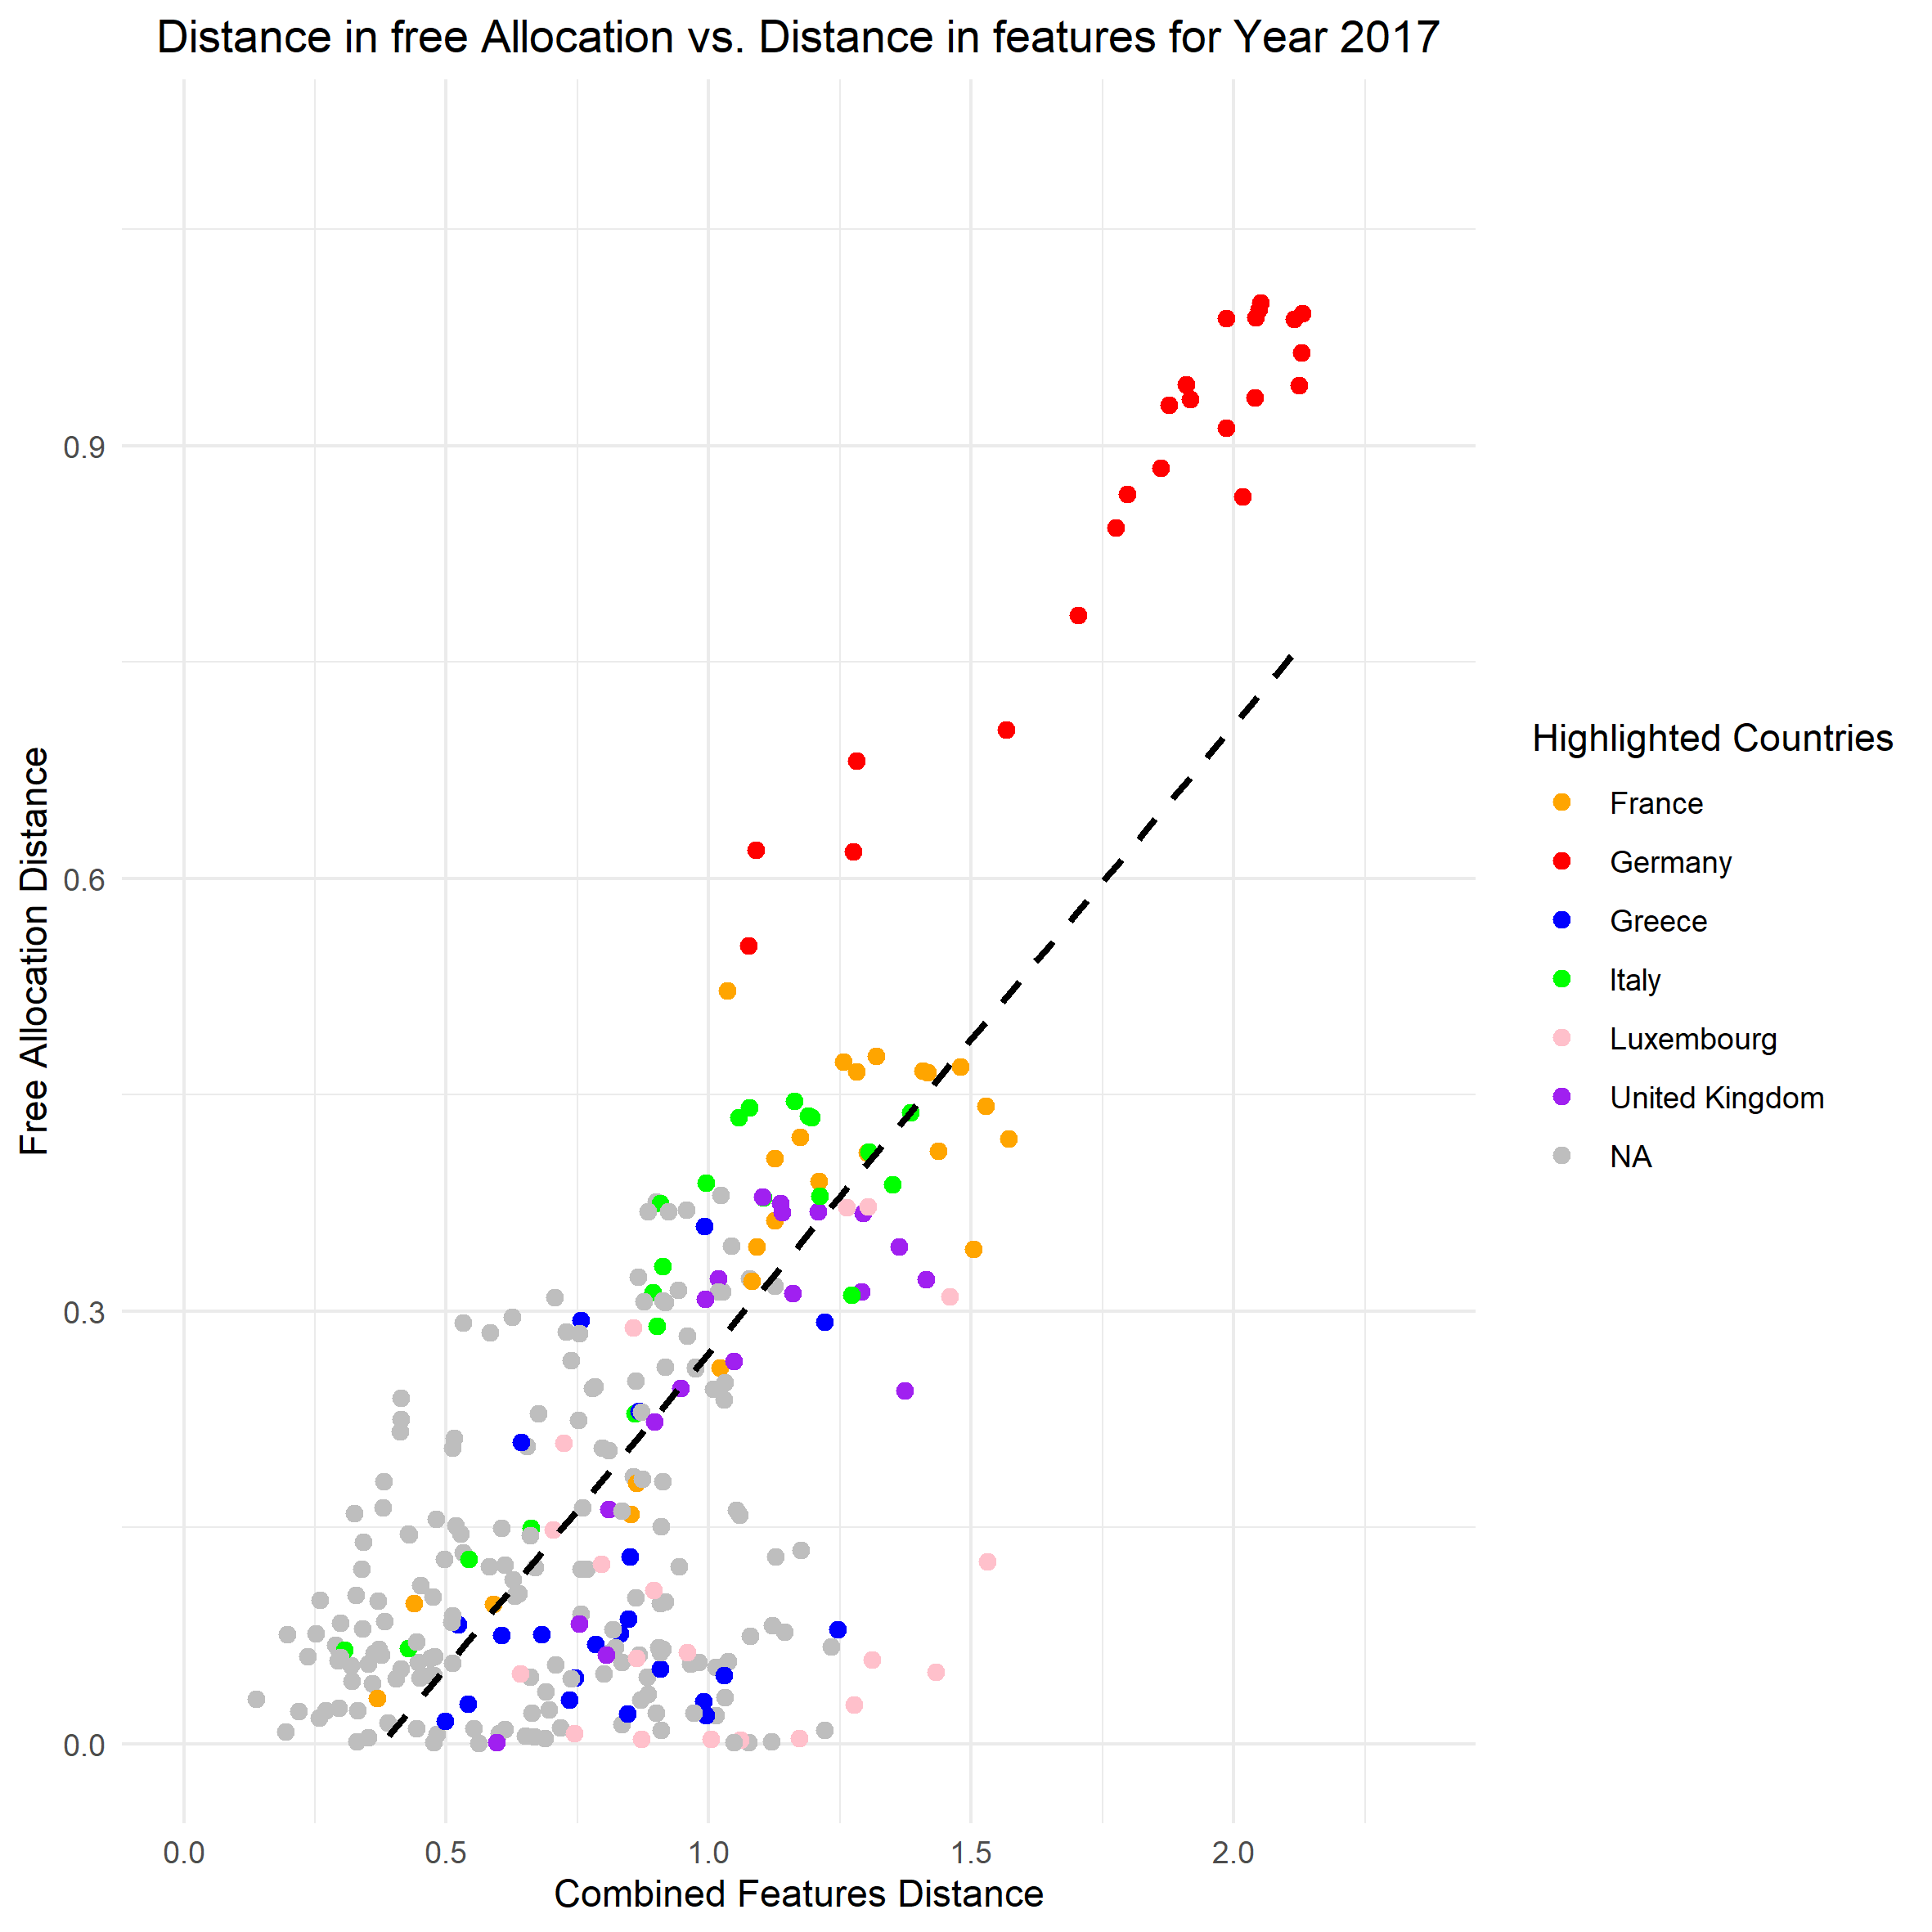 Distance in free Allocation vs. Distance in features for Year 2017
Free Allocation Distance
0.9
0.6
0.3
0.0
0.0 0.5 1.0 1.5 2.0
Combined Features Distance
Highlighted Countries
France
Germany
Greece
Italy
Luxembourg
United Kingdom
NA